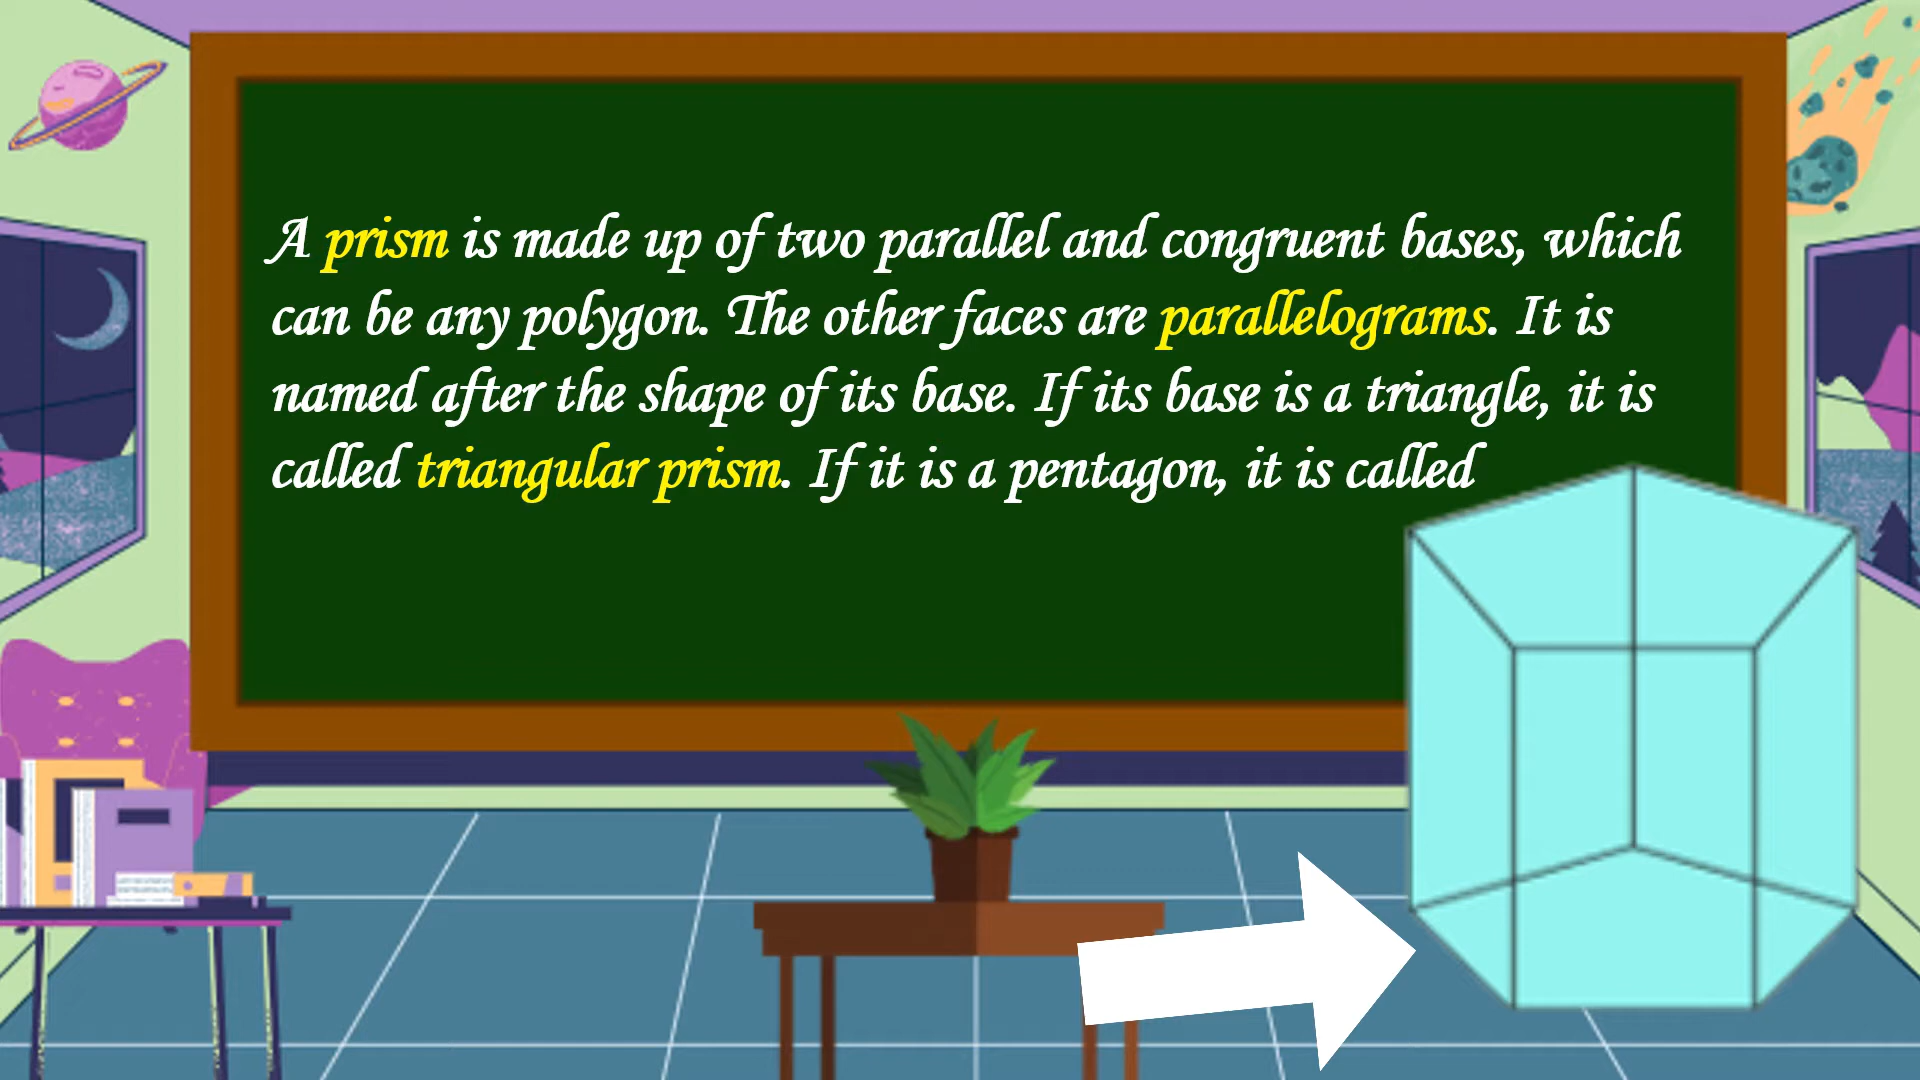 A prism is made up of two parallel and congruent bases, which
can be any polygon. The other faces are parallelograms. It is
named after the shape of its base. If its base is a triangle, it is
called triangular prism. If it is a pentagon, it is called